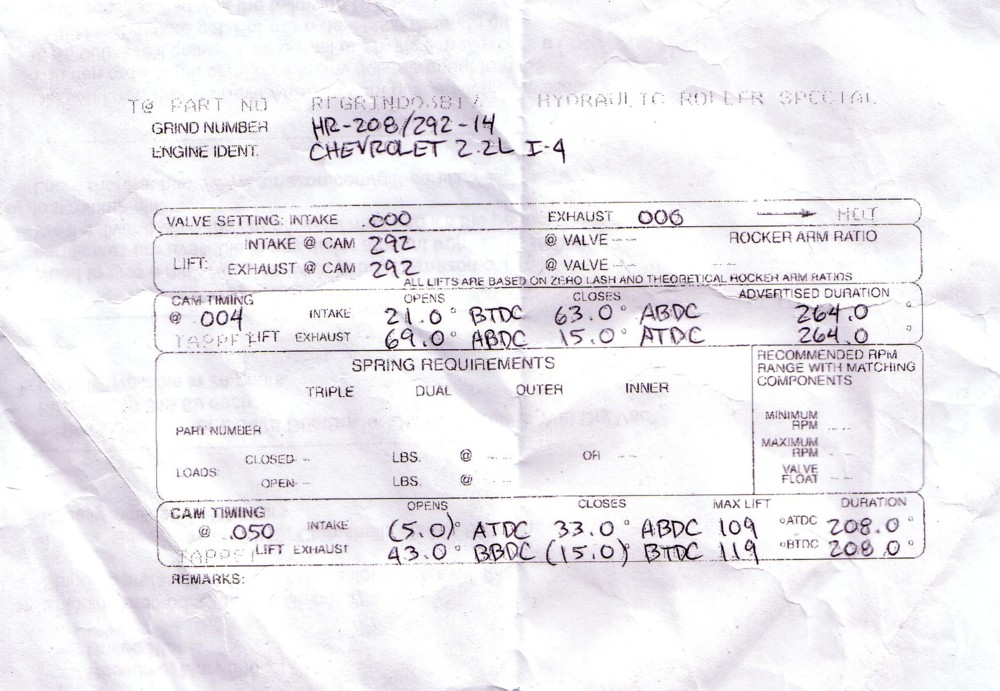 T@ PART NO REGRIND03817 HYDRAULIC ROLLER SPECIAL
GRIND NUMBER HR-208/292-14
ENGINE IDENT. CHEVROLET 2.2L I-4
VALVE SETTING: INTAKE .000 EXHAUST 000 HOT
INTAKE @ CAM 292 @ VALVE -- ROCKER ARM RATIO
LIFT: EXHAUST @ CAM 292 @ VALVE --
ALL LIFTS ARE BASED ON ZERO LASH AND THEORETICAL ROCKER ARM RATIOS
CAM TIMING OPENS CLOSES ADVERTISED DURATION
@ .004 INTAKE 21.0° BTDC 63.0° ABDC 264.0°
TAPPET LIFT EXHAUST 69.0° ABDC 15.0° ATDC 264.0°
SPRING REQUIREMENTS
TRIPLE DUAL OUTER INNER
RECOMMENDED RPM
RANGE WITH MATCHING
COMPONENTS
PART NUMBER
MINIMUM
RPM --
MAXIMUM
RPM --
VALVE
FLOAT --
LOADS: CLOSED - LBS. @ -- OR --
OPEN - LBS. @ --
CAM TIMING OPENS CLOSES MAX LIFT DURATION
@ .050 INTAKE (5.0)° ATDC 33.0° ABDC 109 °ATDC 208.0°
TAPPET LIFT EXHAUST 43.0° BBDC (15.0)° BTDC 119 °BTDC 208.0°
REMARKS: